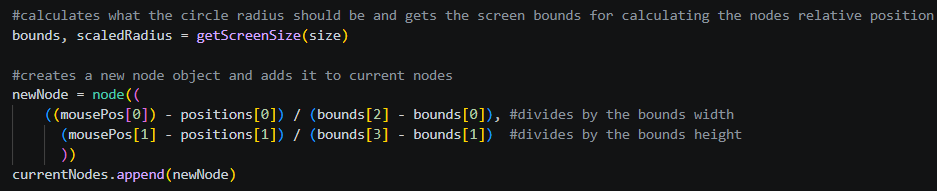 #calculates what the circle radius should be and gets the screen bounds for calculating the nodes relative position
bounds, scaledRadius = getScreenSize(size)
#creates a new node object and adds it to current nodes
newNode = node((
((mousePos[0]) - positions[0]) / (bounds[2] - bounds[0]), #divides by the bounds width
(mousePos[1] - positions[1]) / (bounds[3] - bounds[1]) #divides by the bounds height
))
currentNodes.append(newNode)